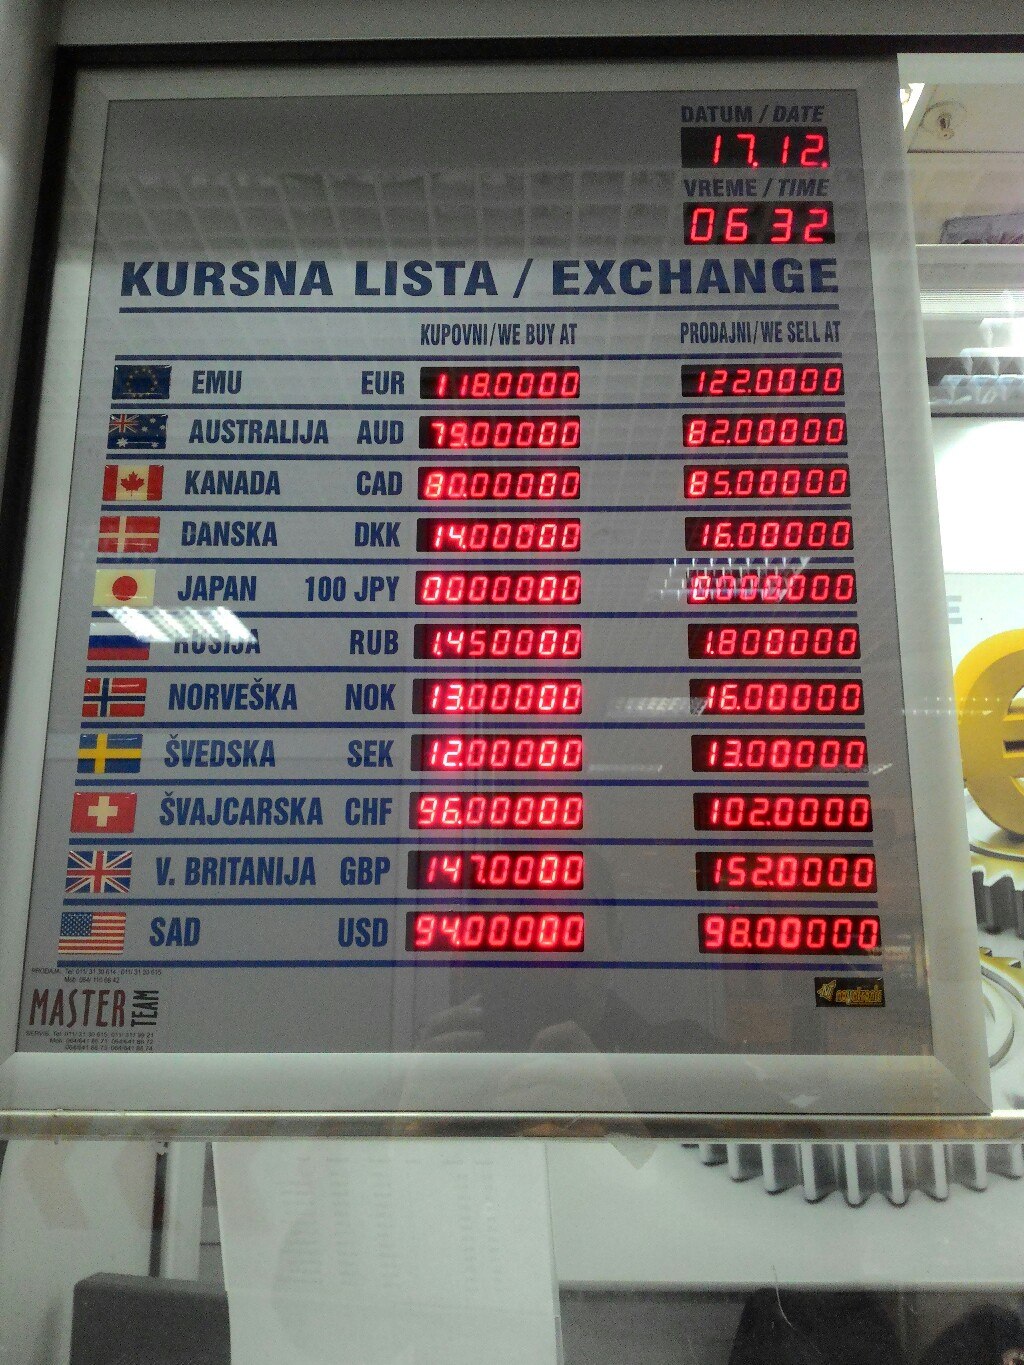 DATUM / DATE
17.12.
VREME / TIME
06 32
KURSNA LISTA / EXCHANGE
KUPOVNI/WE BUY AT PRODAJNI/WE SELL AT
EMU EUR 118.0000 122.0000
AUSTRALIJA AUD 79.00000 82.00000
KANADA CAD 80.00000 85.00000
DANSKA DKK 14.00000 16.00000
JAPAN 100 JPY 0000000 0000000
RUSIJA RUB 1.450000 1.800000
NORVEŠKA NOK 13.00000 16.00000
ŠVEDSKA SEK 12.00000 13.00000
ŠVAJCARSKA CHF 96.00000 102.0000
V. BRITANIJA GBP 147.0000 152.0000
SAD USD 94.00000 98.00000
PRODAJA:
MASTER TEAM
SERVIS: